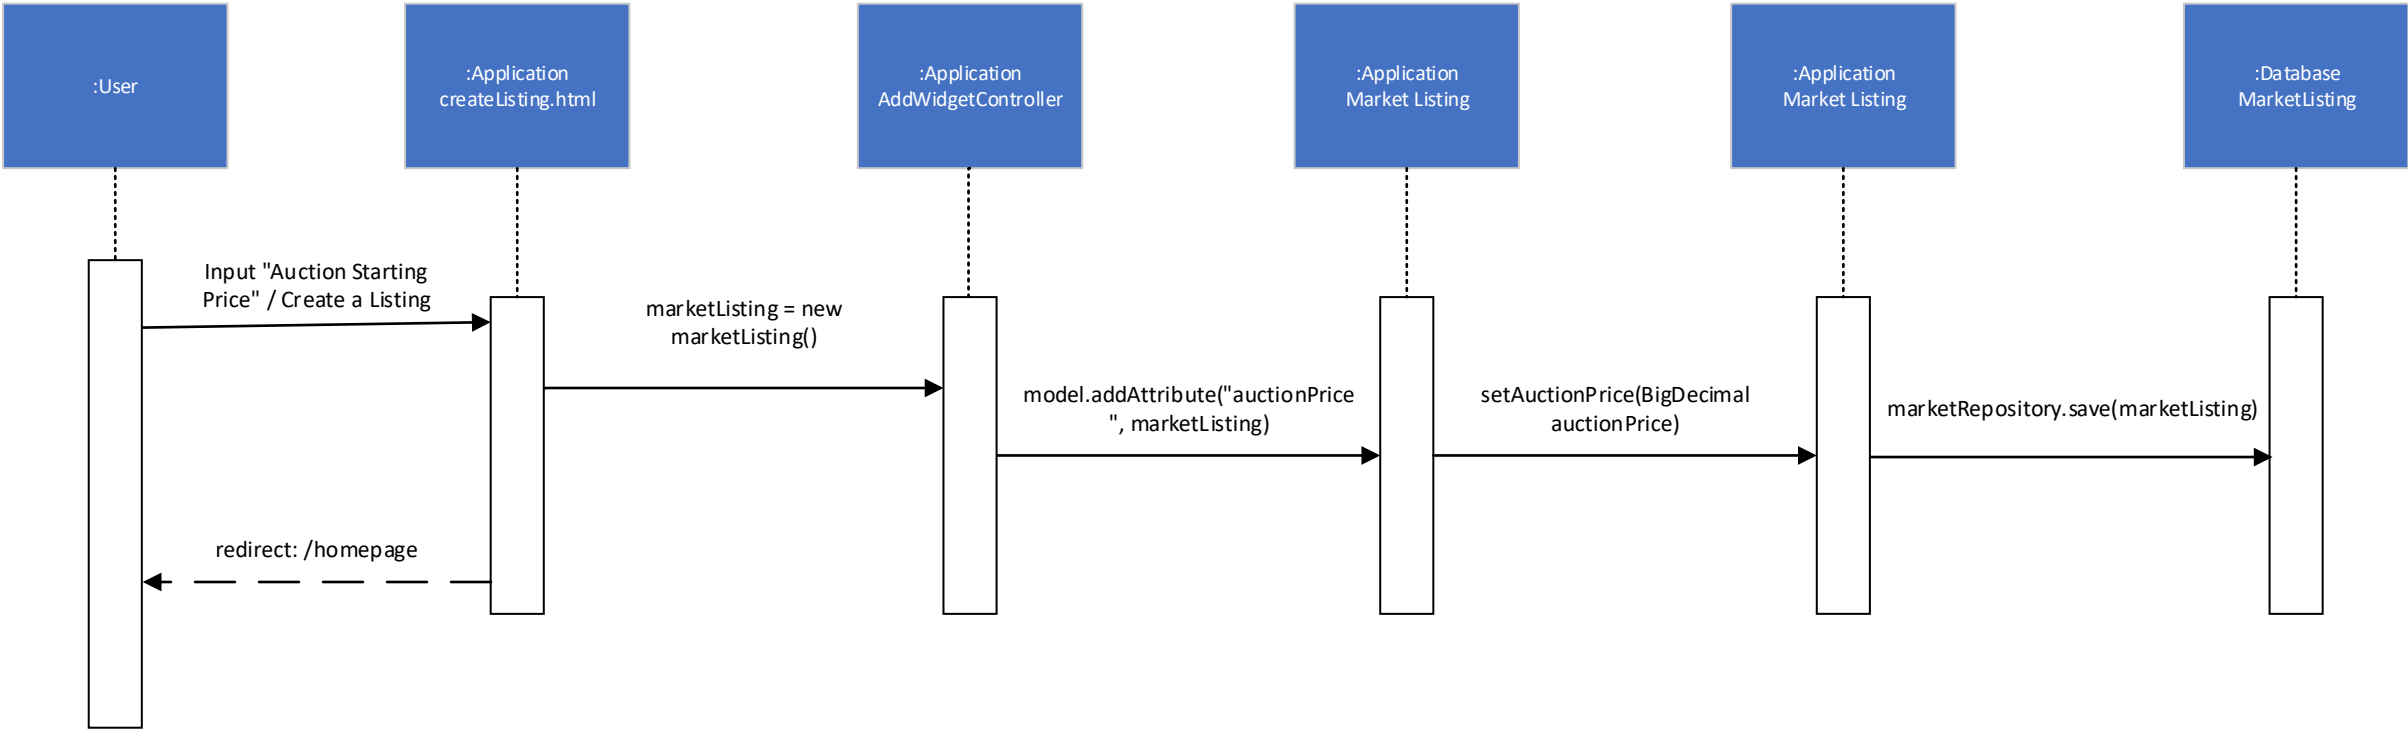 :User
:Application
createListing.html
:Application
AddWidgetController
:Application
Market Listing
:Application
Market Listing
:Database
MarketListing
Input "Auction Starting
Price" / Create a Listing
marketListing = new
marketListing()
model.addAttribute("auctionPrice
", marketListing)
setAuctionPrice(BigDecimal
auctionPrice)
marketRepository.save(marketListing)
redirect: /homepage